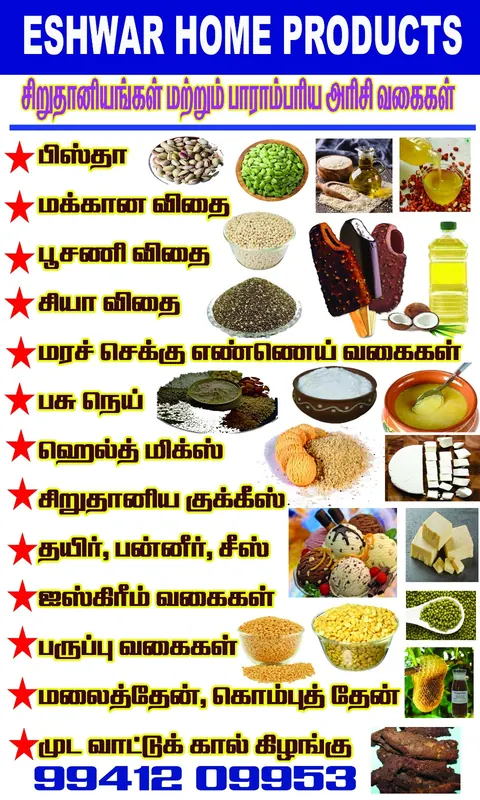 ESHWAR HOME PRODUCTS
சிறுதானியங்கள் மற்றும் பாராம்பரிய அரிசி வகைகள்
பிஸ்தா
மக்கான விதை
பூசணி விதை
சியா விதை
மரச் செக்கு எண்ணெய் வகைகள்
பசு நெய்
ஹெல்த் மிக்ஸ்
சிறுதானிய குக்கீஸ்
தயிர், பன்னீர், சீஸ்
ஐஸ்கிரீம் வகைகள்
பருப்பு வகைகள்
மலைத்தேன், கொம்புத் தேன்
முட வாட்டுக் கால் கிழங்கு
99412 09953